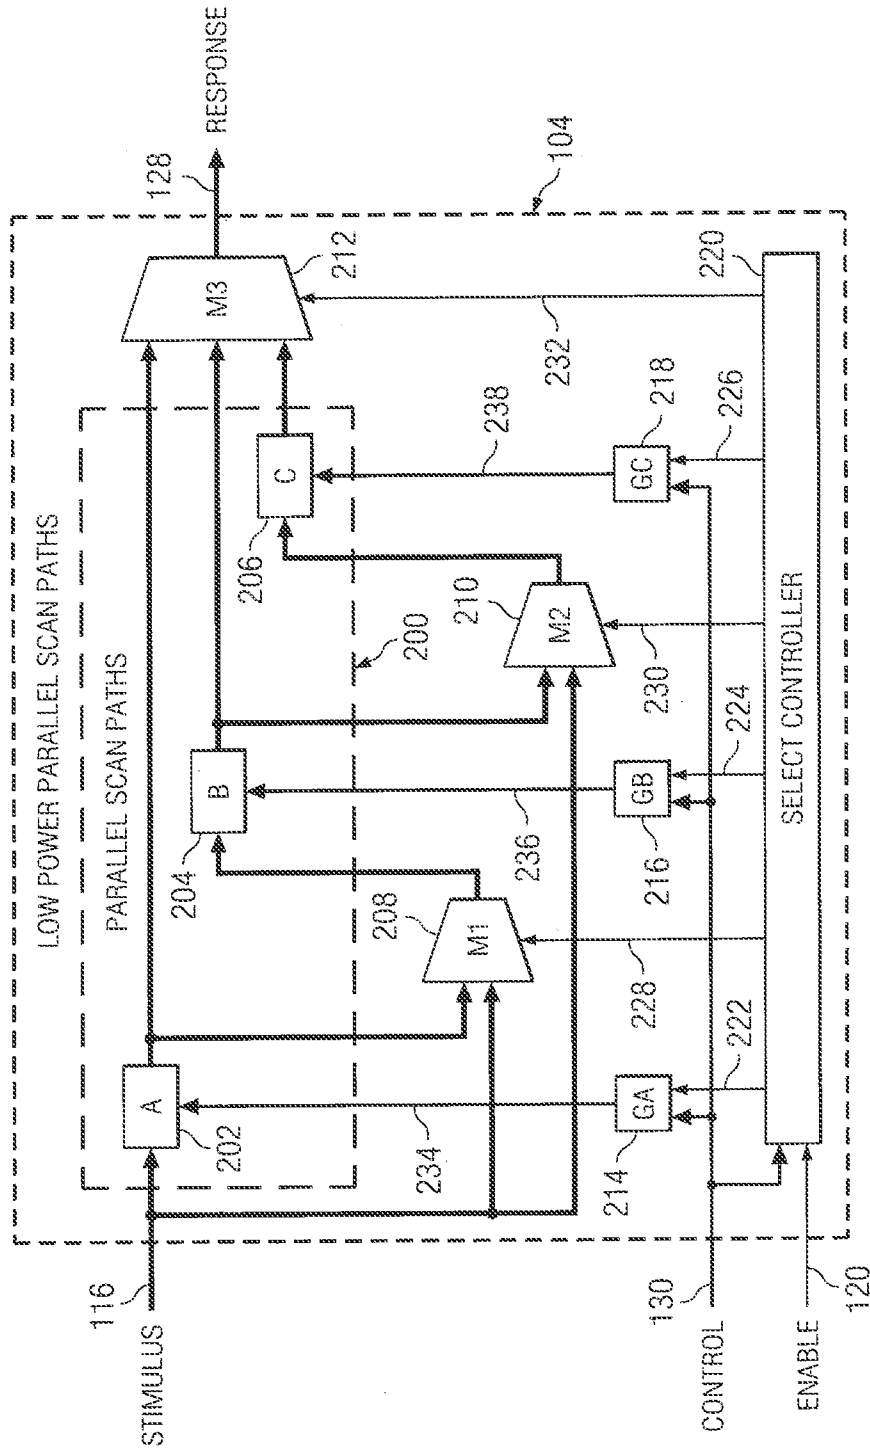 LOW POWER PARALLEL SCAN PATHS
PARALLEL SCAN PATHS
STIMULUS
116
A
202
B
204
C
206
M3
212
128
RESPONSE
104
200
M1
208
M2
210
234
236
238
232
GA
214
GB
216
GC
218
222
228
224
230
226
220
SELECT CONTROLLER
CONTROL
130
ENABLE
120